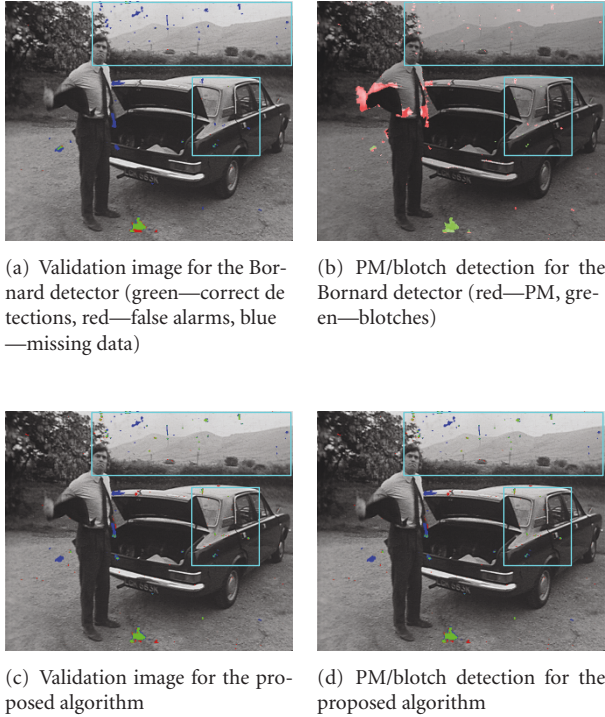 (a) Validation image for the Bor-
nard detector (green—correct de
tections, red—false alarms, blue
—missing data)
(b) PM/blotch detection for the
Bornard detector (red—PM, gre-
en—blotches)
(c) Validation image for the pro-
posed algorithm
(d) PM/blotch detection for the
proposed algorithm